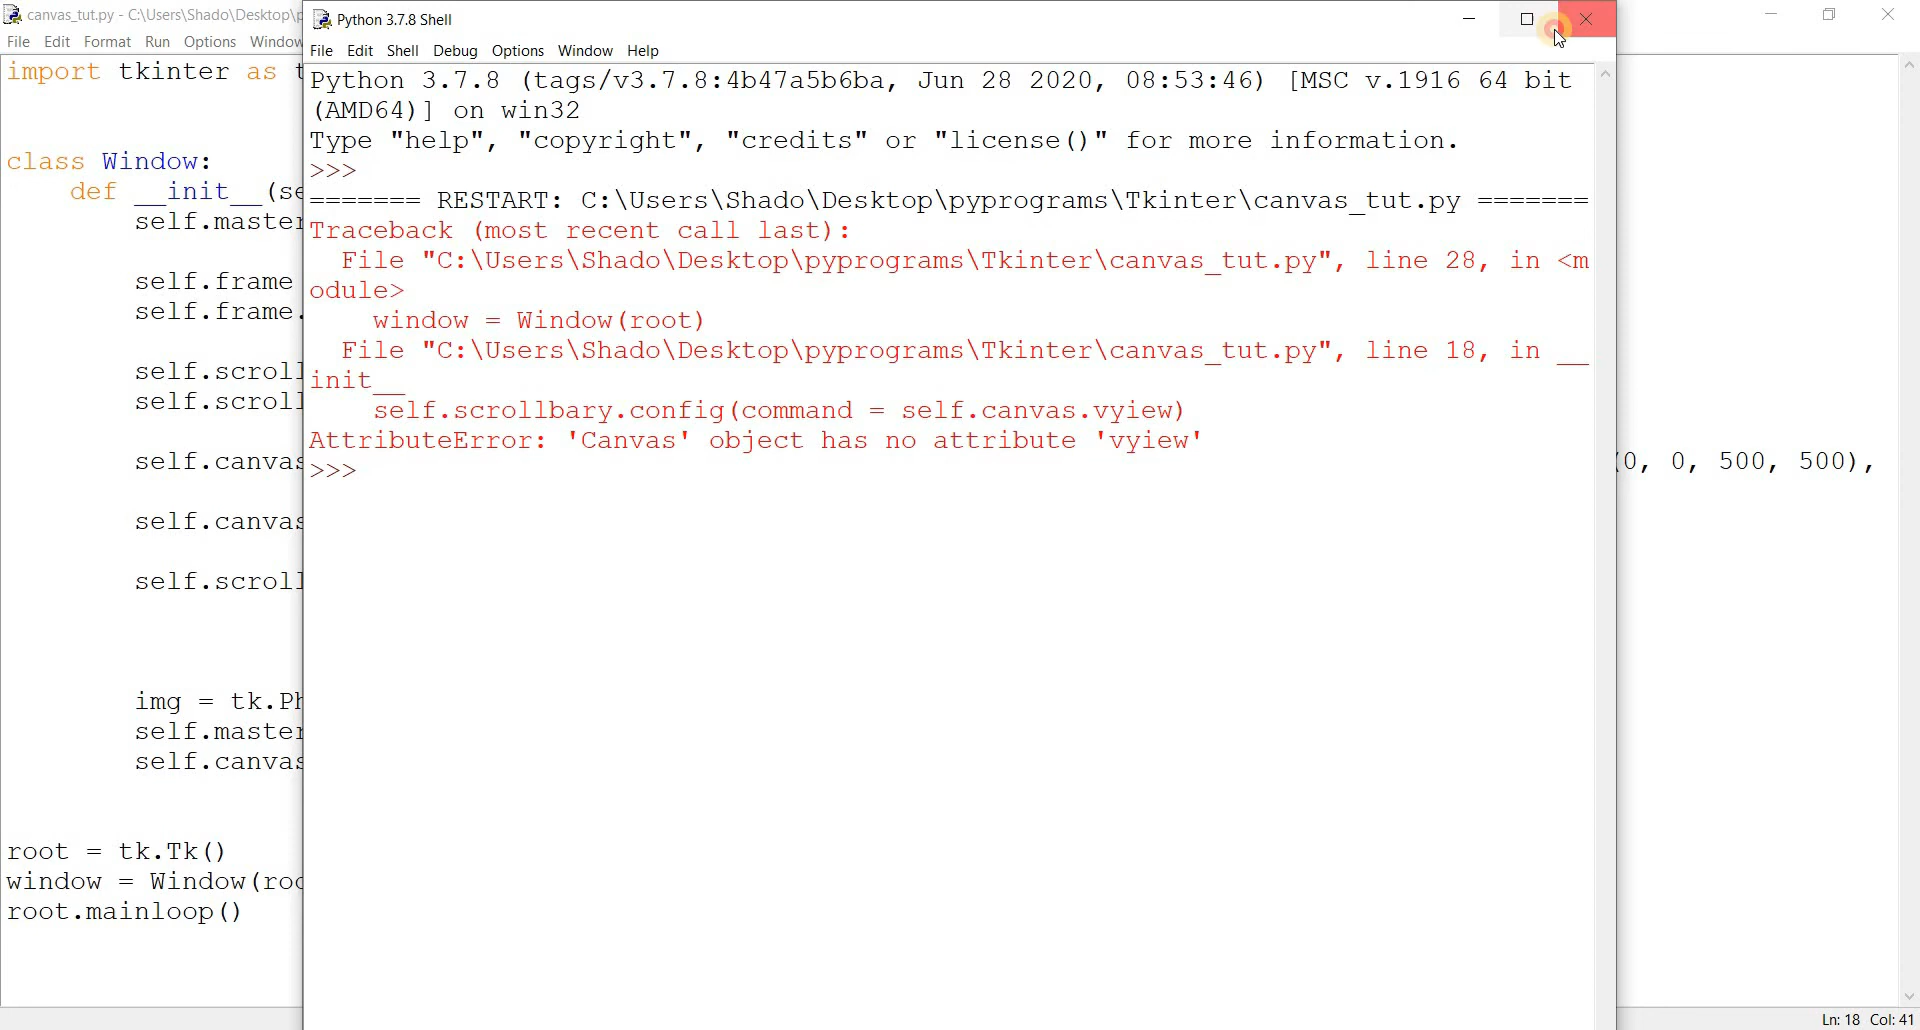 canvas_tut.py - C:\Users\Shado\Desktop\p
File Edit Format Run Options Window
import tkinter as t
class Window:
def __init__(se
self.master
self.frame
self.frame.
self.scroll
self.scroll
self.canvas
(0, 0, 500, 500),
self.canvas
self.scroll
img = tk.Ph
self.master
self.canvas
root = tk.Tk()
window = Window(roo
root.mainloop()
Ln: 18 Col: 41
Python 3.7.8 Shell
File Edit Shell Debug Options Window Help
Python 3.7.8 (tags/v3.7.8:4b47a5b6ba, Jun 28 2020, 08:53:46) [MSC v.1916 64 bit
(AMD64)] on win32
Type "help", "copyright", "credits" or "license()" for more information.
>>>
======= RESTART: C:\Users\Shado\Desktop\pyprograms\Tkinter\canvas_tut.py =======
Traceback (most recent call last):
File "C:\Users\Shado\Desktop\pyprograms\Tkinter\canvas_tut.py", line 28, in <m
odule>
window = Window(root)
File "C:\Users\Shado\Desktop\pyprograms\Tkinter\canvas_tut.py", line 18, in __
init__
self.scrollbary.config(command = self.canvas.vyiew)
AttributeError: 'Canvas' object has no attribute 'vyiew'
>>>